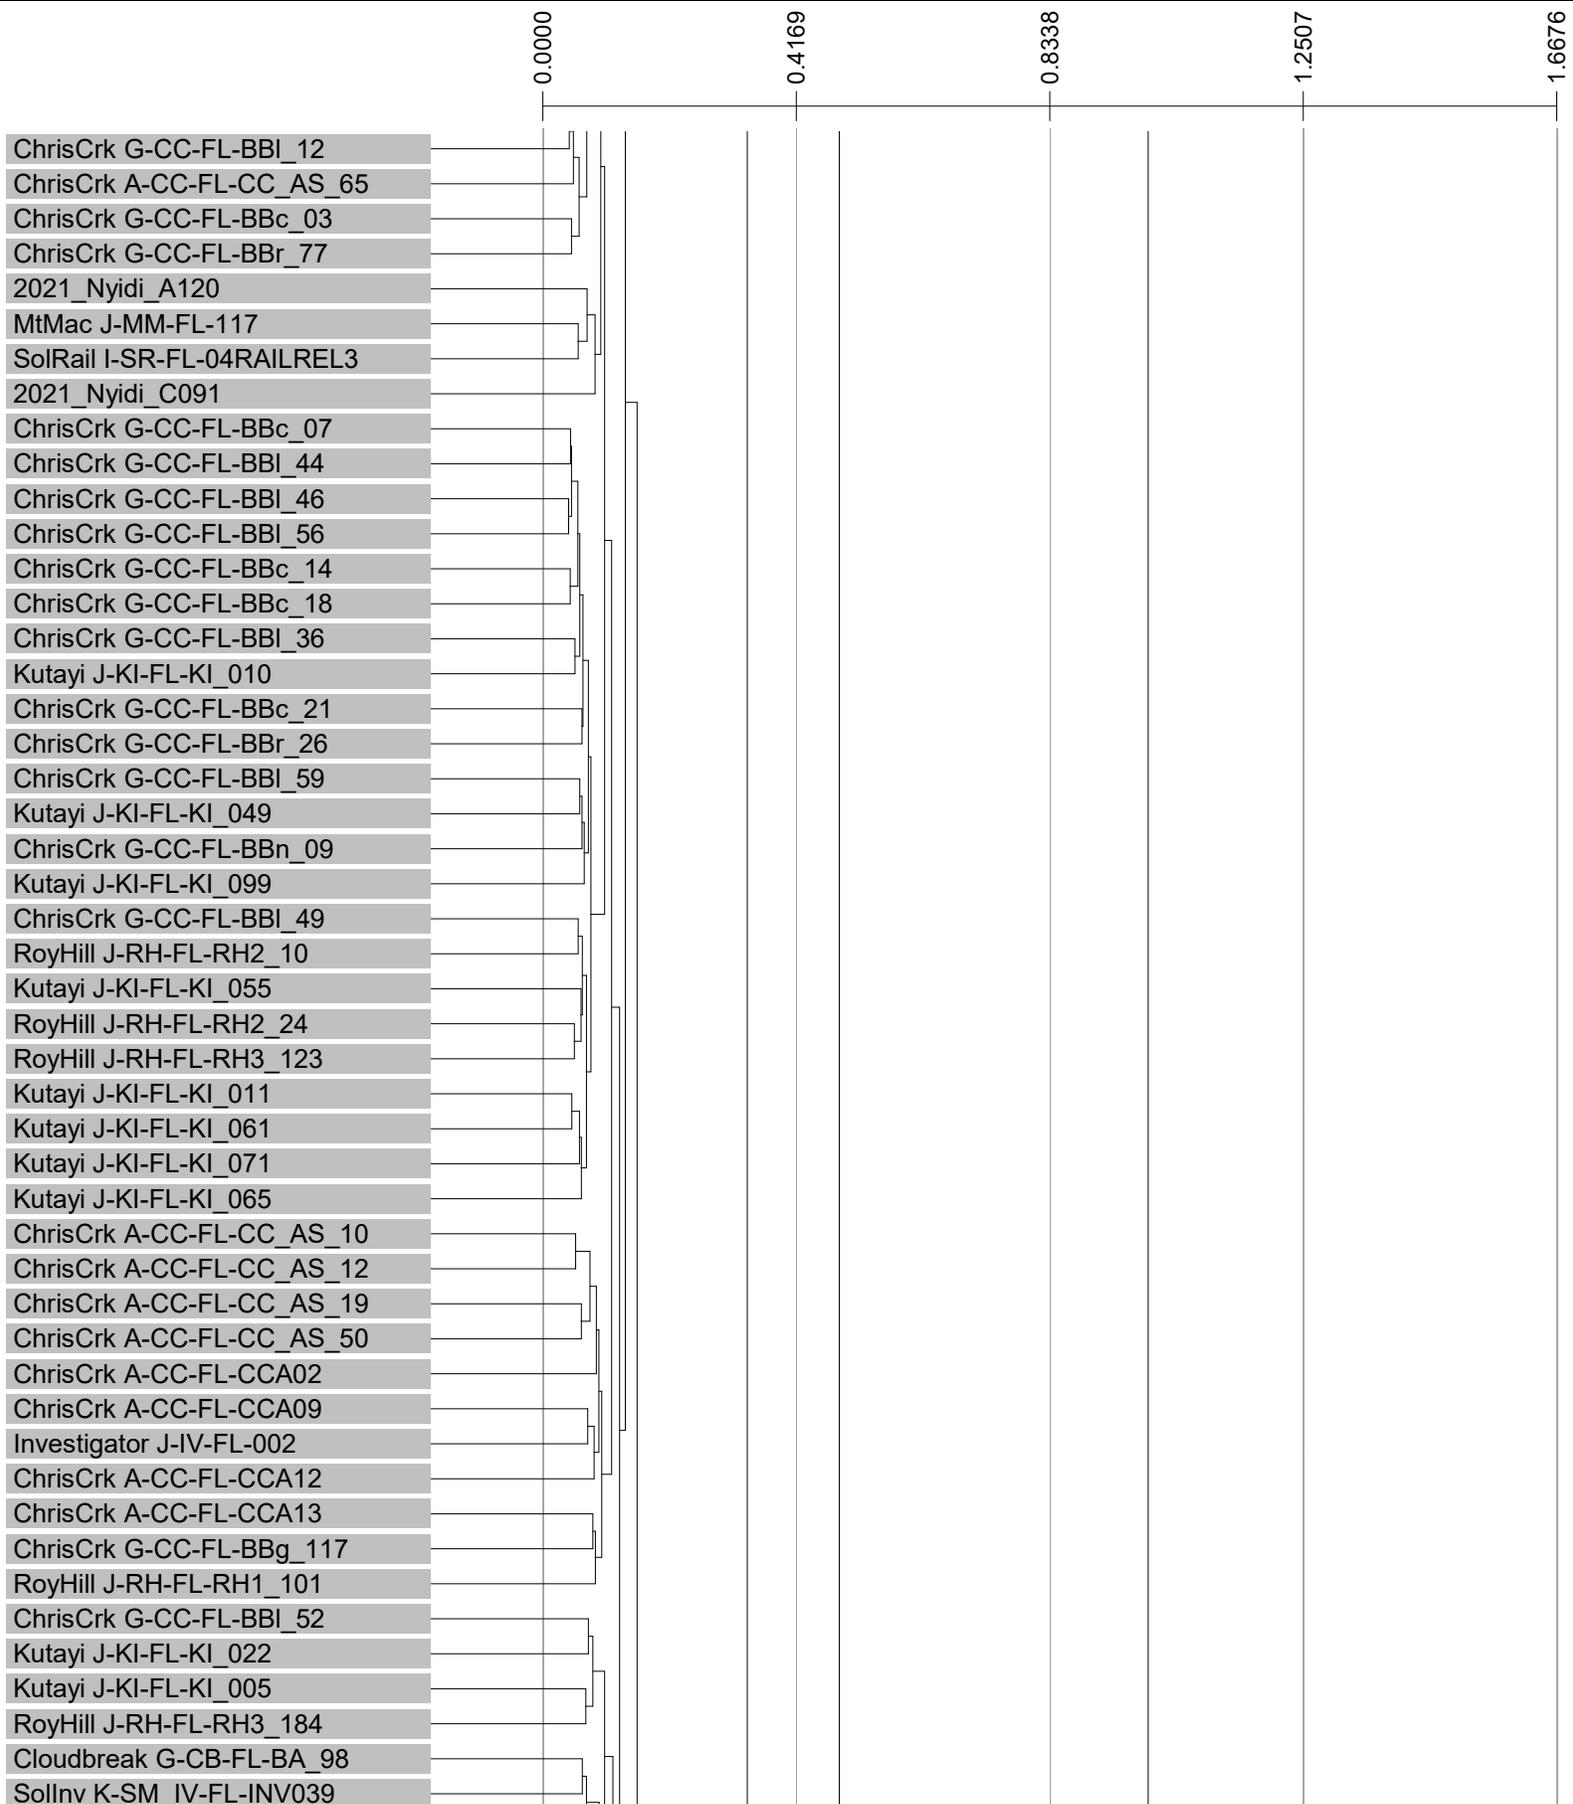 0.0000
0.4169
0.8338
1.2507
1.6676
ChrisCrk G-CC-FL-BBl_12
ChrisCrk A-CC-FL-CC_AS_65
ChrisCrk G-CC-FL-BBc_03
ChrisCrk G-CC-FL-BBr_77
2021_Nyidi_A120
MtMac J-MM-FL-117
SolRail I-SR-FL-04RAILREL3
2021_Nyidi_C091
ChrisCrk G-CC-FL-BBc_07
ChrisCrk G-CC-FL-BBl_44
ChrisCrk G-CC-FL-BBl_46
ChrisCrk G-CC-FL-BBl_56
ChrisCrk G-CC-FL-BBc_14
ChrisCrk G-CC-FL-BBc_18
ChrisCrk G-CC-FL-BBl_36
Kutayi J-KI-FL-KI_010
ChrisCrk G-CC-FL-BBc_21
ChrisCrk G-CC-FL-BBr_26
ChrisCrk G-CC-FL-BBl_59
Kutayi J-KI-FL-KI_049
ChrisCrk G-CC-FL-BBn_09
Kutayi J-KI-FL-KI_099
ChrisCrk G-CC-FL-BBl_49
RoyHill J-RH-FL-RH2_10
Kutayi J-KI-FL-KI_055
RoyHill J-RH-FL-RH2_24
RoyHill J-RH-FL-RH3_123
Kutayi J-KI-FL-KI_011
Kutayi J-KI-FL-KI_061
Kutayi J-KI-FL-KI_071
Kutayi J-KI-FL-KI_065
ChrisCrk A-CC-FL-CC_AS_10
ChrisCrk A-CC-FL-CC_AS_12
ChrisCrk A-CC-FL-CC_AS_19
ChrisCrk A-CC-FL-CC_AS_50
ChrisCrk A-CC-FL-CCA02
ChrisCrk A-CC-FL-CCA09
Investigator J-IV-FL-002
ChrisCrk A-CC-FL-CCA12
ChrisCrk A-CC-FL-CCA13
ChrisCrk G-CC-FL-BBg_117
RoyHill J-RH-FL-RH1_101
ChrisCrk G-CC-FL-BBl_52
Kutayi J-KI-FL-KI_022
Kutayi J-KI-FL-KI_005
RoyHill J-RH-FL-RH3_184
Cloudbreak G-CB-FL-BA_98
SolInv K-SM_IV-FL-INV039